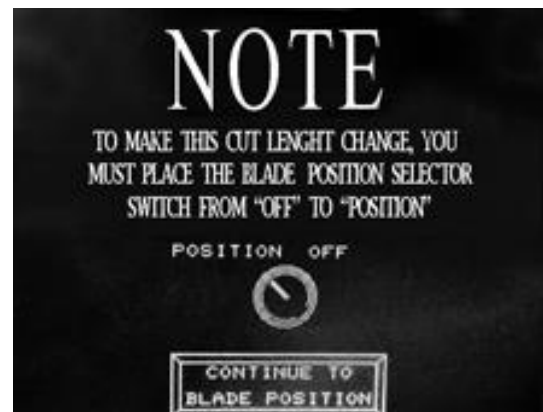 NOTE
TO MAKE THIS CUT LENGHT CHANGE, YOU
MUST PLACE THE BLADE POSITION SELECTOR
SWITCH FROM “OFF” TO “POSITION”
POSITION OFF
CONTINUE TO
BLADE POSITION